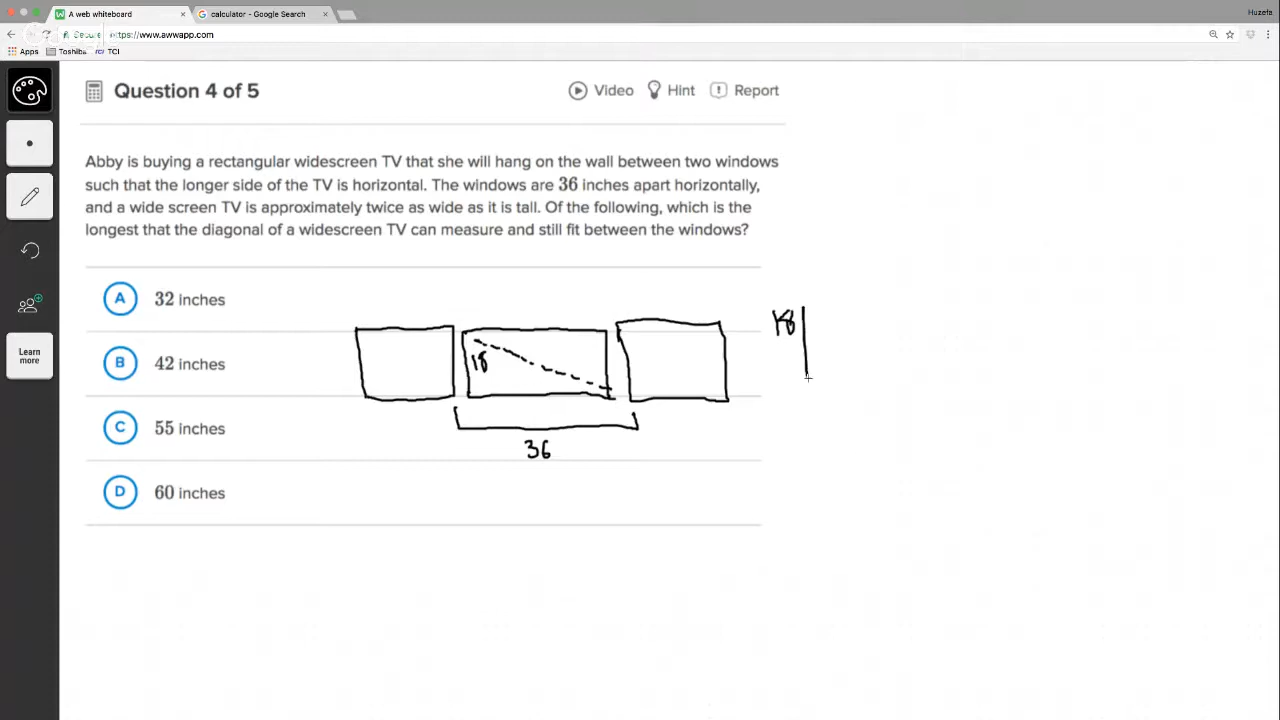 A web whiteboard
calculator - Google Search
Huzefa
Secure https://www.awwapp.com
Apps Toshiba TCI
Question 4 of 5
Video Hint Report
Abby is buying a rectangular widescreen TV that she will hang on the wall between two windows
such that the longer side of the TV is horizontal. The windows are 36 inches apart horizontally,
and a wide screen TV is approximately twice as wide as it is tall. Of the following, which is the
longest that the diagonal of a widescreen TV can measure and still fit between the windows?
A 32 inches
18
B 42 inches
18
Learn
more
C 55 inches
36
D 60 inches